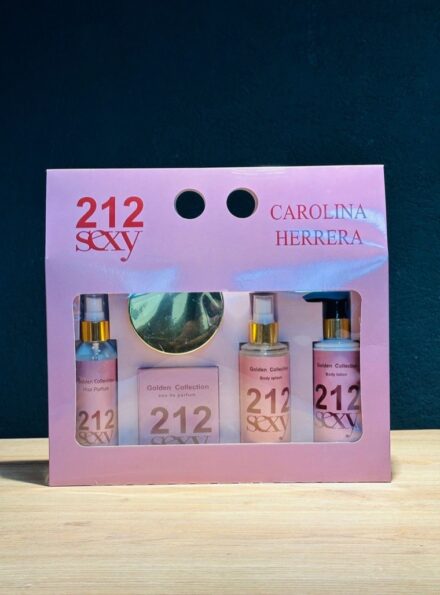 212
sexy
CAROLINA
HERRERA
Golden Collection
Hair Parfum
212
sexy
Golden Collection
eau de parfum
212
sexy
Golden Collection
Body splash
212
sexy
Golden Collection
Body lotion
212
sexy